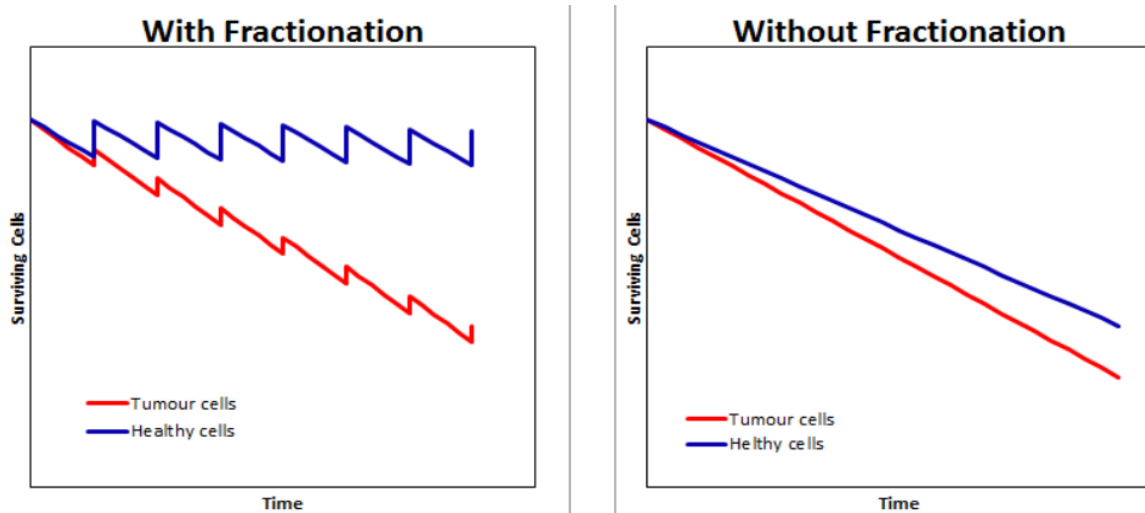 With Fractionation
Surviving Cells
Tumour cells
Healthy cells
Time
Without Fractionation
Surviving Cells
Tumour cells
Helthy cells
Time